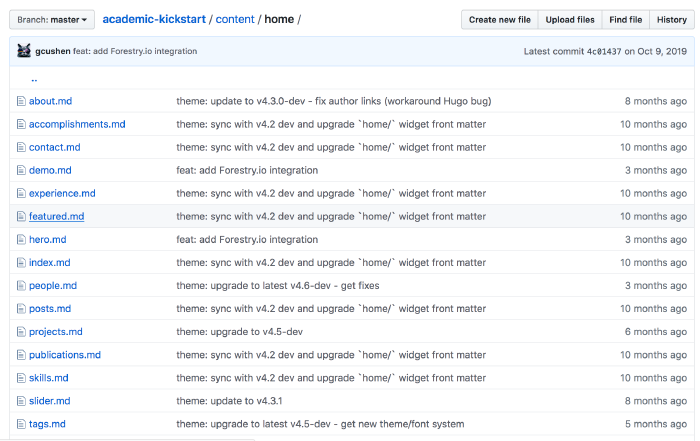 Branch: master academic-kickstart / content / home / Create new file Upload files Find file History
gcushen feat: add Forestry.io integration Latest commit 4c01437 on Oct 9, 2019
..
about.md theme: update to v4.3.0-dev - fix author links (workaround Hugo bug) 8 months ago
accomplishments.md theme: sync with v4.2 dev and upgrade `home/` widget front matter 10 months ago
contact.md theme: sync with v4.2 dev and upgrade `home/` widget front matter 10 months ago
demo.md feat: add Forestry.io integration 3 months ago
experience.md theme: sync with v4.2 dev and upgrade `home/` widget front matter 10 months ago
featured.md theme: sync with v4.2 dev and upgrade `home/` widget front matter 10 months ago
hero.md feat: add Forestry.io integration 3 months ago
index.md theme: sync with v4.2 dev and upgrade `home/` widget front matter 10 months ago
people.md theme: upgrade to latest v4.6-dev - get fixes 3 months ago
posts.md theme: sync with v4.2 dev and upgrade `home/` widget front matter 10 months ago
projects.md theme: upgrade to v4.5-dev 6 months ago
publications.md theme: sync with v4.2 dev and upgrade `home/` widget front matter 10 months ago
skills.md theme: sync with v4.2 dev and upgrade `home/` widget front matter 10 months ago
slider.md theme: update to v4.3.1 8 months ago
tags.md theme: upgrade to latest v4.5-dev - get new theme/font system 5 months ago